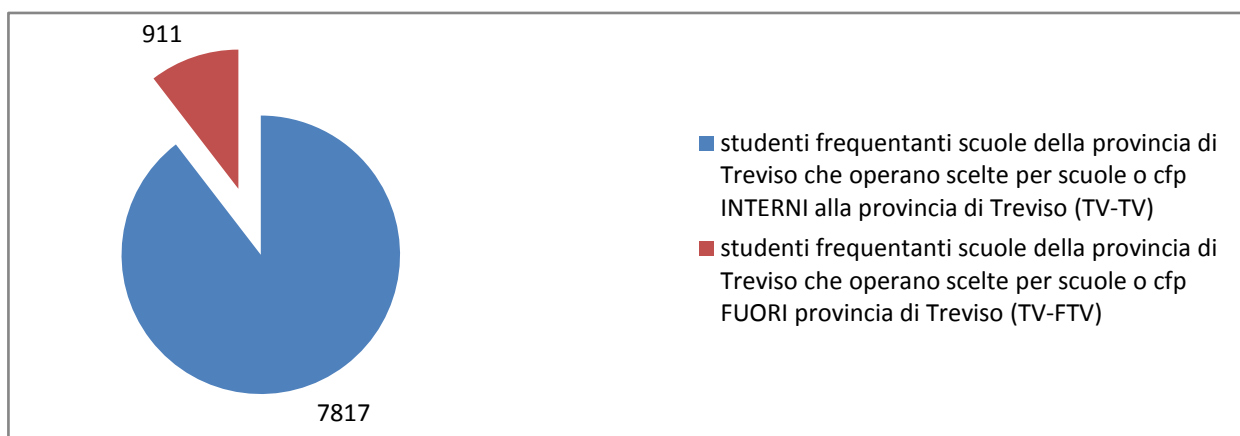 911
studenti frequentanti scuole della provincia di
Treviso che operano scelte per scuole o cfp
INTERNI alla provincia di Treviso (TV-TV)
studenti frequentanti scuole della provincia di
Treviso che operano scelte per scuole o cfp
FUORI provincia di Treviso (TV-FTV)
7817